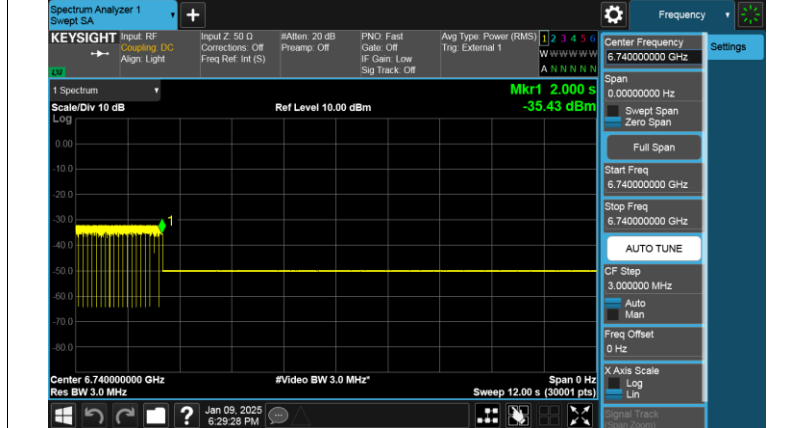 Spectrum Analyzer 1
Swept SA
+
Frequency
KEYSIGHT
Input: RF
Coupling: DC
Align: Light
Input Z: 50 Ω
Corrections: Off
Freq Ref: Int (S)
#Atten: 20 dB
Preamp: Off
PNO: Fast
Gate: Off
IF Gain: Low
Sig Track: Off
Avg Type: Power (RMS)
Trig: External 1
1 2 3 4 5 6
W W W W W W
A N N N N N
1 Spectrum
Mkr1 2.000 s
Scale/Div 10 dB
Ref Level 10.00 dBm
-35.43 dBm
Log
0.00
-10.0
-20.0
-30.0
-40.0
-50.0
-60.0
-70.0
-80.0
1
Center 6.740000000 GHz
#Video BW 3.0 MHz*
Span 0 Hz
Res BW 3.0 MHz
Sweep 12.00 s (30001 pts)
Center Frequency
6.740000000 GHz
Settings
Span
0.00000000 Hz
Swept Span
Zero Span
Full Span
Start Freq
6.740000000 GHz
Stop Freq
6.740000000 GHz
AUTO TUNE
CF Step
3.000000 MHz
Auto
Man
Freq Offset
0 Hz
X Axis Scale
Log
Lin
Signal Track
(Span Zoom)
?
Jan 09, 2025
6:29:28 PM